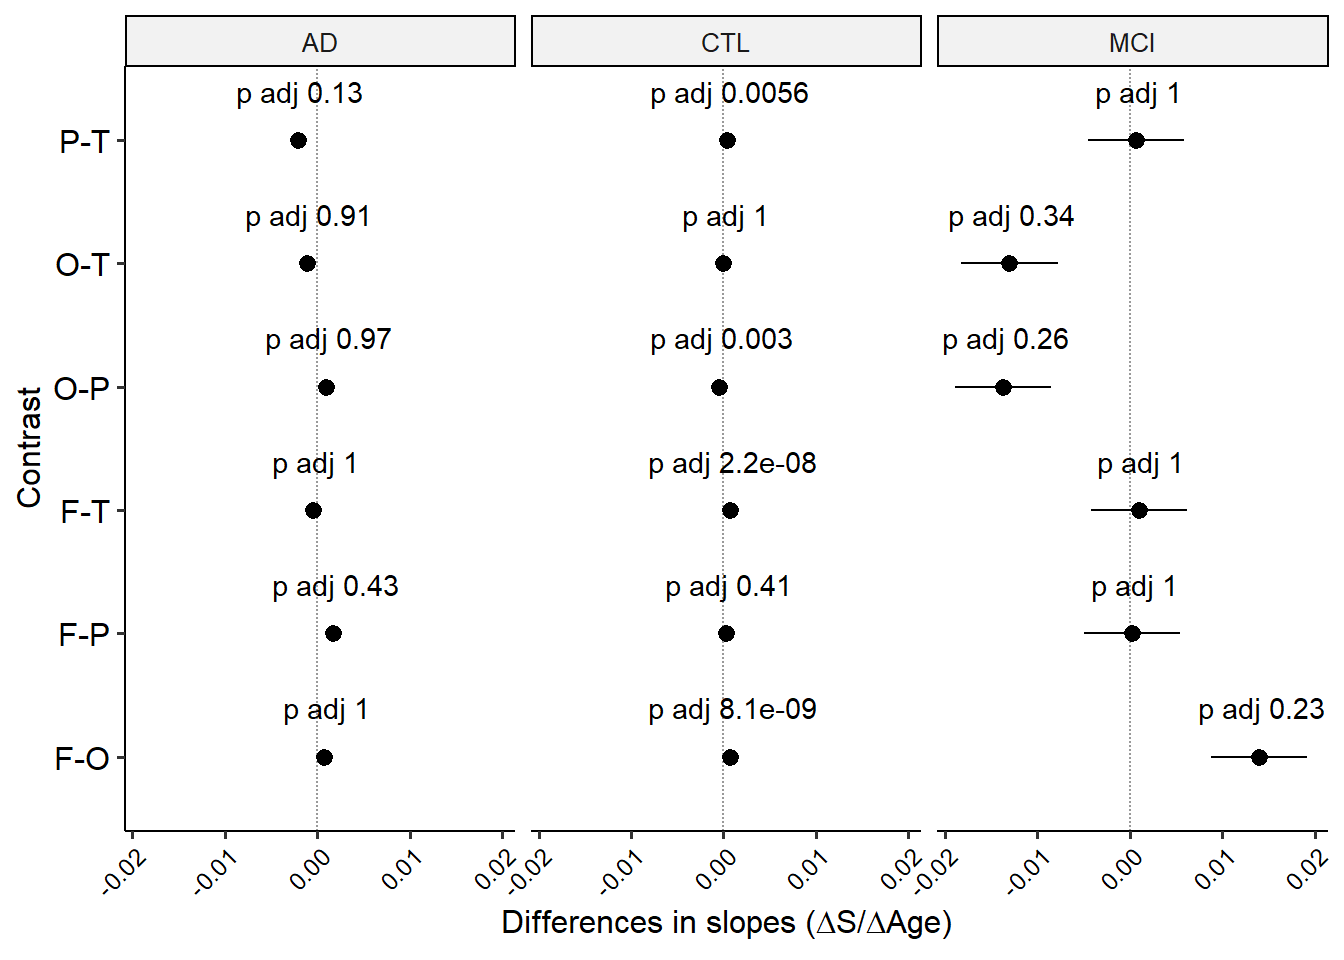 AD CTL MCI
P-T p adj 0.13 p adj 0.0056 p adj 1
O-T p adj 0.91 p adj 1 p adj 0.34
O-P p adj 0.97 p adj 0.003 p adj 0.26
F-T p adj 1 p adj 2.2e-08 p adj 1
F-P p adj 0.43 p adj 0.41 p adj 1
F-O p adj 1 p adj 8.1e-09 p adj 0.23
Contrast
-0.02 -0.01 0.00 0.01 0.02 -0.02 -0.01 0.00 0.01 0.02 -0.02 -0.01 0.00 0.01 0.02
Differences in slopes (ΔS/ΔAge)